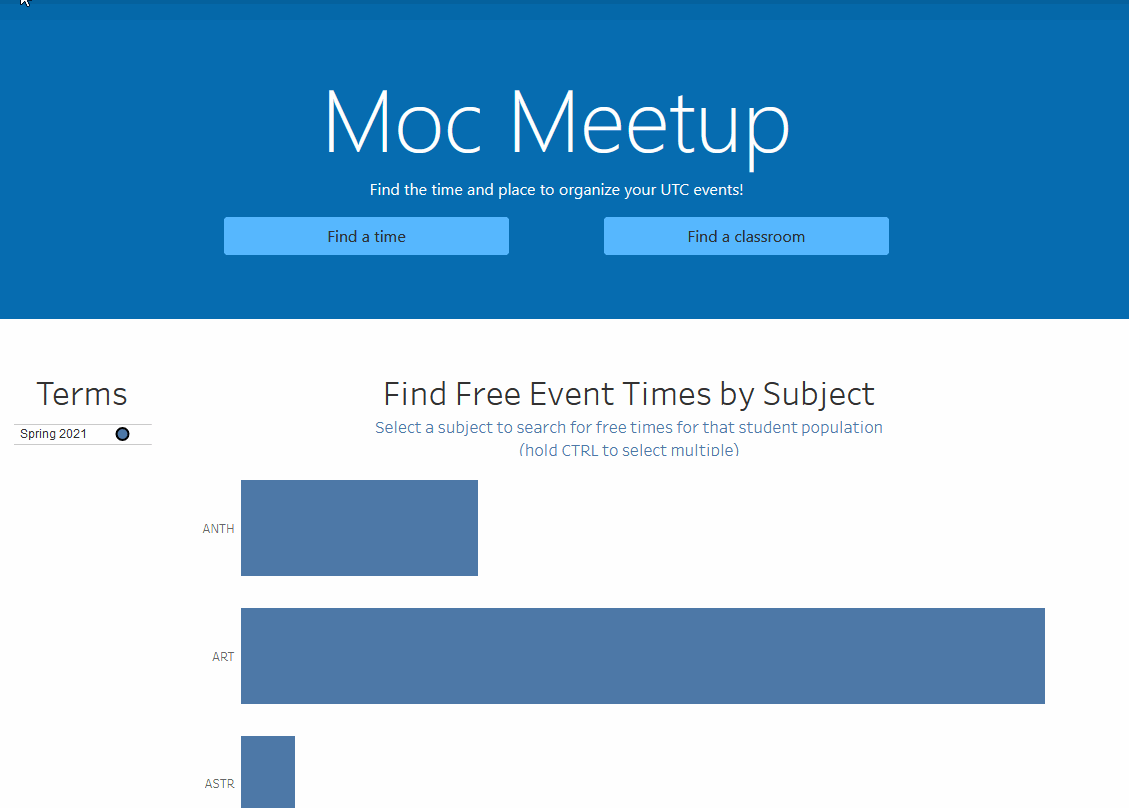 Moc Meetup
Find the time and place to organize your UTC events!
Find a time
Find a classroom
Terms
Spring 2021
Find Free Event Times by Subject
Select a subject to search for free times for that student population
(hold CTRL to select multiple)
ANTH
ART
ASTR